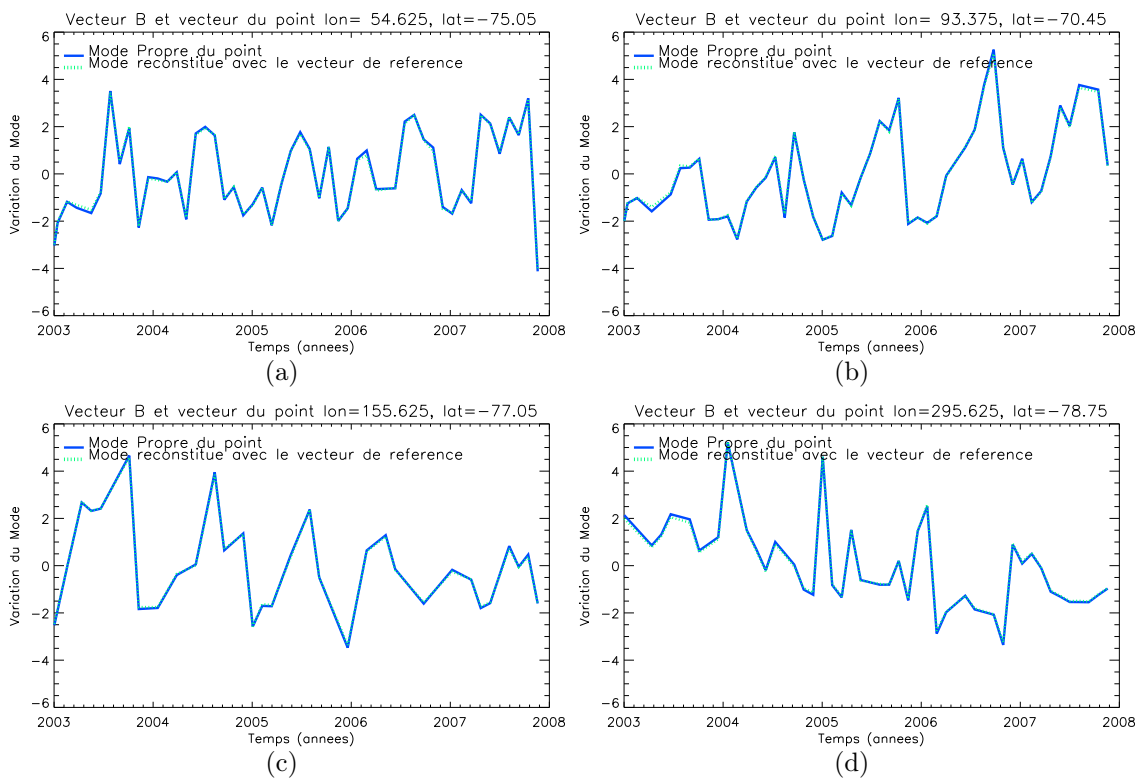 Vecteur B et vecteur du point lon= 54.625, lat=−75.05
Mode Propre du point
Mode reconstitue avec le vecteur de reference
Variation du Mode
6
4
2
0
−2
−4
−6
2003 2004 2005 2006 2007 2008
Temps (annees)
(a)
Vecteur B et vecteur du point lon= 93.375, lat=−70.45
Mode Propre du point
Mode reconstitue avec le vecteur de reference
Variation du Mode
6
4
2
0
−2
−4
−6
2003 2004 2005 2006 2007 2008
Temps (annees)
(b)
Vecteur B et vecteur du point lon=155.625, lat=−77.05
Mode Propre du point
Mode reconstitue avec le vecteur de reference
Variation du Mode
6
4
2
0
−2
−4
−6
2003 2004 2005 2006 2007 2008
Temps (annees)
(c)
Vecteur B et vecteur du point lon=295.625, lat=−78.75
Mode Propre du point
Mode reconstitue avec le vecteur de reference
Variation du Mode
6
4
2
0
−2
−4
−6
2003 2004 2005 2006 2007 2008
Temps (annees)
(d)